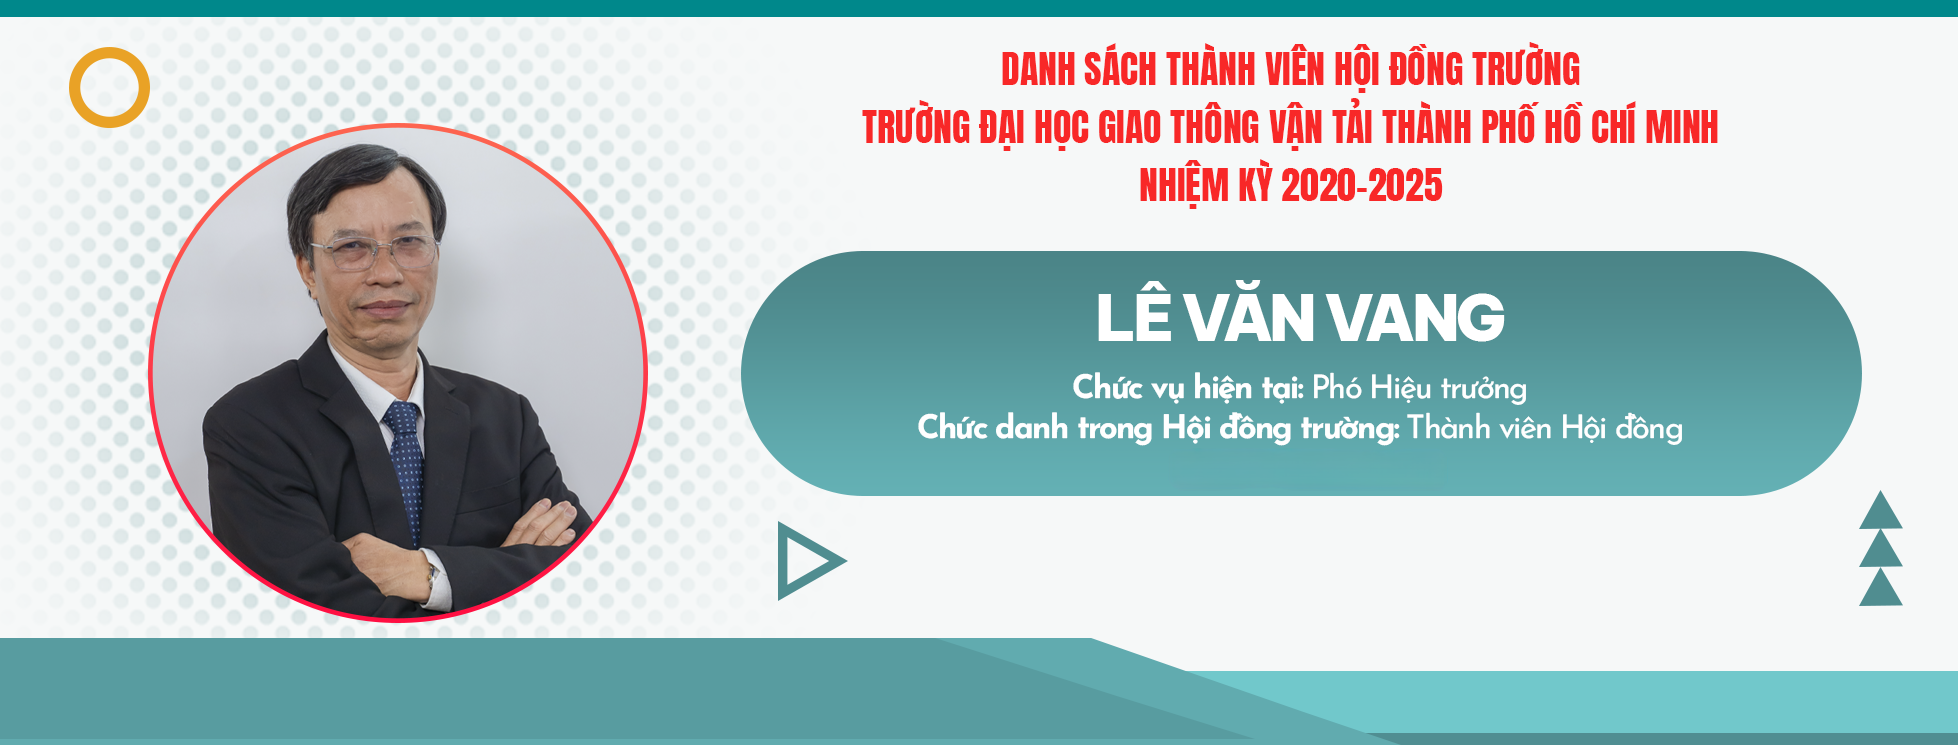 DANH SÁCH THÀNH VIÊN HỘI ĐỒNG TRƯỜNG
TRƯỜNG ĐẠI HỌC GIAO THÔNG VẬN TẢI THÀNH PHỐ HỒ CHÍ MINH
NHIỆM KỲ 2020-2025
LÊ VĂN VANG
Chức vụ hiện tại: Phó Hiệu trưởng
Chức danh trong Hội đồng trường: Thành viên Hội đồng